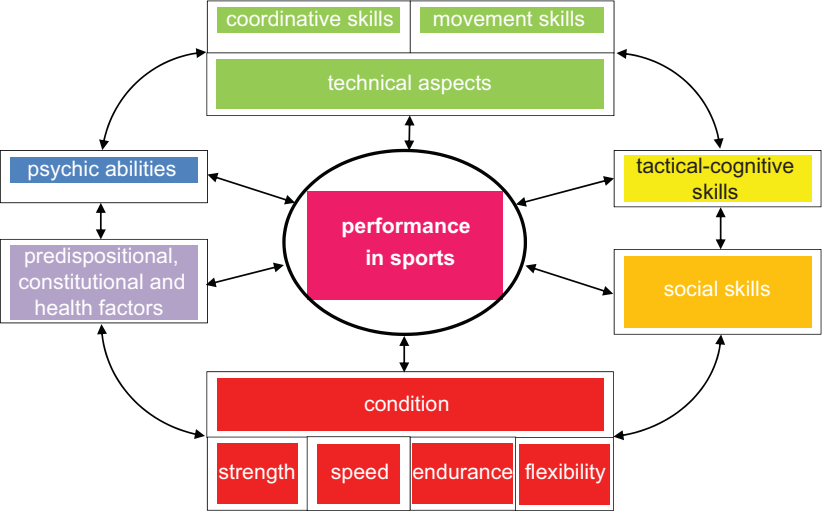 coordinative skills
movement skills
technical aspects
psychic abilities
tactical-cognitive
skills
performance
in sports
predispositional,
constitutional and
health factors
social skills
condition
strength
speed
endurance
flexibility